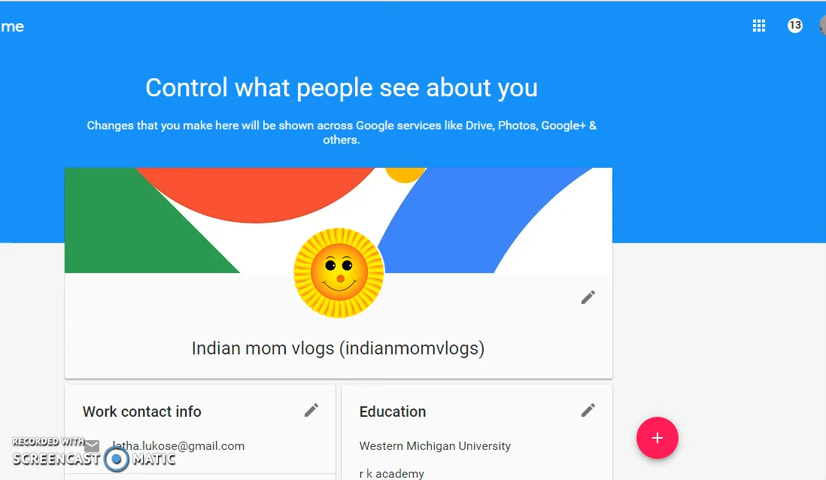 me
13
Control what people see about you
Changes that you make here will be shown across Google services like Drive, Photos, Google+ &
others.
Indian mom vlogs (indianmomvlogs)
Work contact info
latha.lukose@gmail.com
Education
Western Michigan University
r k academy
+
RECORDED WITH
SCREENCAST MATIC